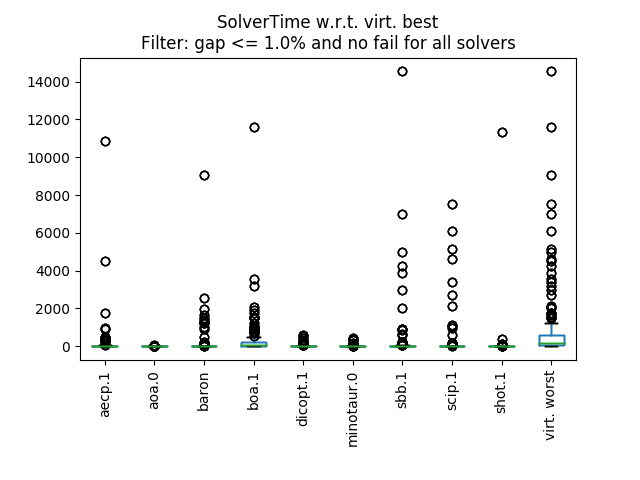 SolverTime w.r.t. virt. best
Filter: gap <= 1.0% and no fail for all solvers
14000
12000
10000
8000
6000
4000
2000
0
aecp.1
aoa.0
baron
boa.1
dicopt.1
minotaur.0
sbb.1
scip.1
shot.1
virt. worst